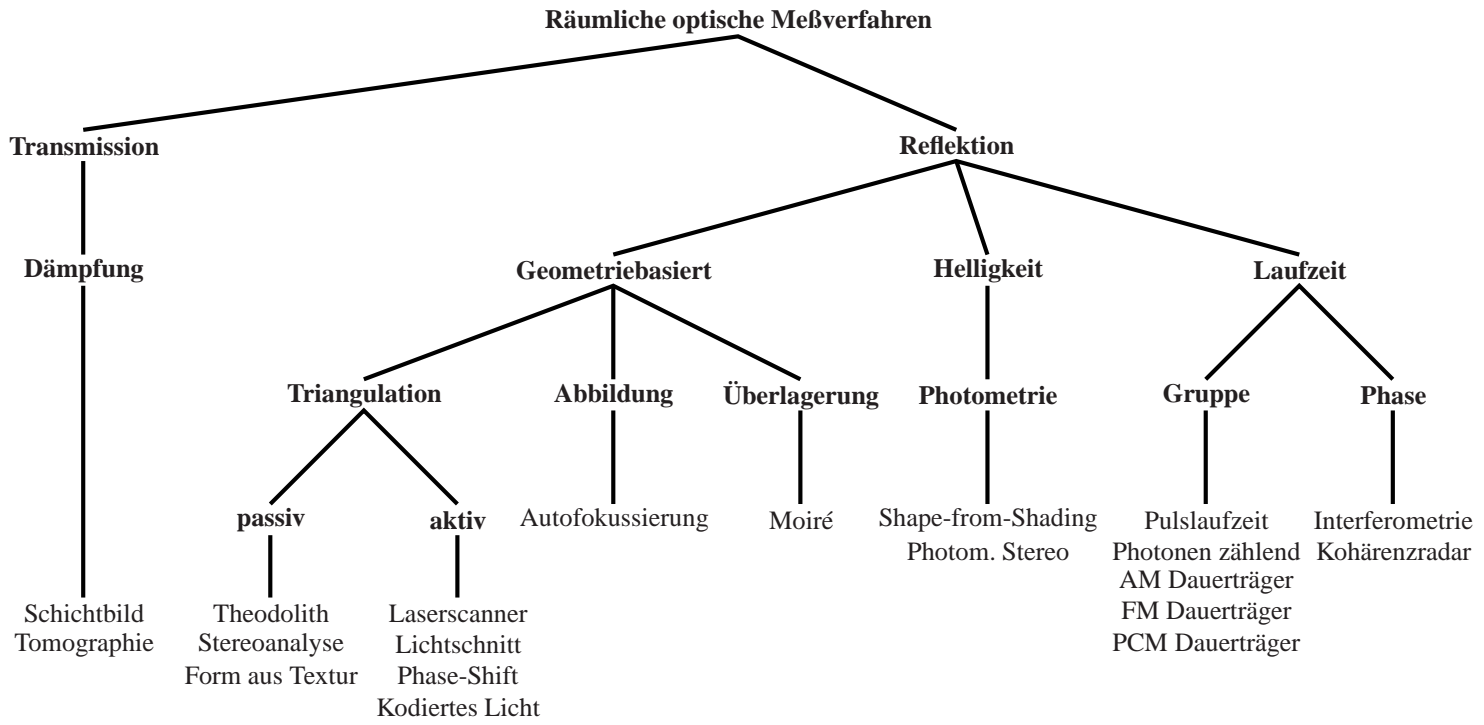 Räumliche optische Meßverfahren
Transmission
Reflektion
Dämpfung
Geometriebasiert
Helligkeit
Laufzeit
Triangulation
Abbildung
Überlagerung
Photometrie
Gruppe
Phase
passiv
aktiv
Autofokussierung
Moiré
Shape-from-Shading
Photom. Stereo
Pulslaufzeit
Photonen zählend
AM Dauerträger
FM Dauerträger
PCM Dauerträger
Interferometrie
Kohärenzradar
Schichtbild
Tomographie
Theodolith
Stereoanalyse
Form aus Textur
Laserscanner
Lichtschnitt
Phase-Shift
Kodiertes Licht